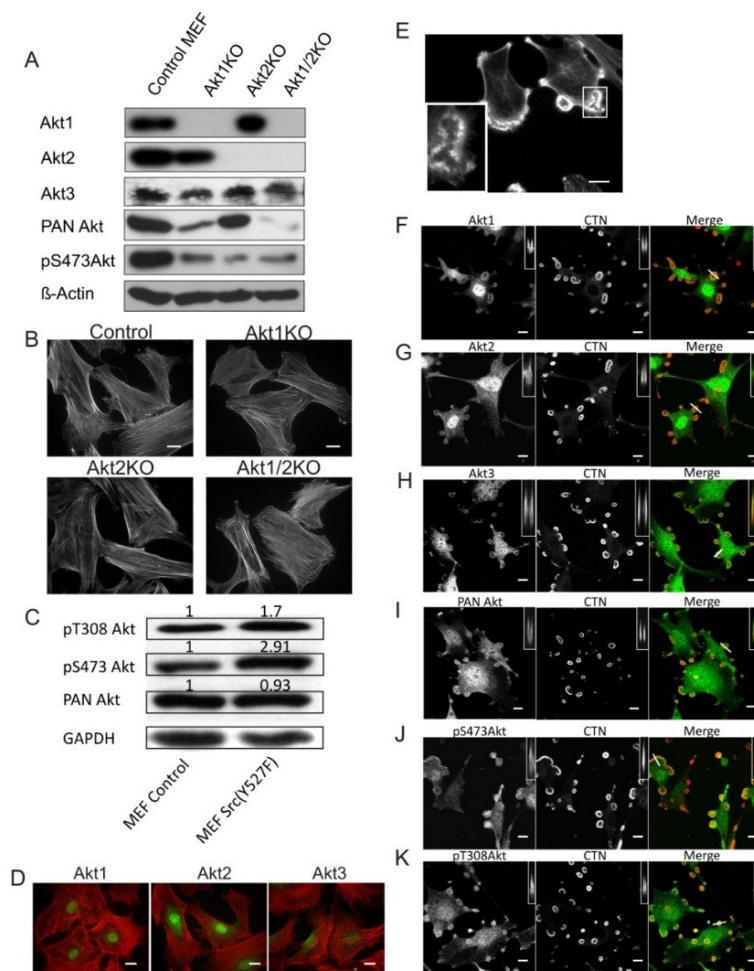 A
Control MEF
Akt1KO
Akt2KO
Akt1/2KO
Akt1
Akt2
Akt3
PAN Akt
pS473Akt
ß-Actin
B
Control
Akt1KO
Akt2KO
Akt1/2KO
C
1 1.7
pT308 Akt
1 2.91
pS473 Akt
1 0.93
PAN Akt
GAPDH
MEF Control
MEF Src(Y527F)
D
Akt1 Akt2 Akt3
E
F
Akt1 CTN Merge
G
Akt2 CTN Merge
H
Akt3 CTN Merge
I
PAN Akt CTN Merge
J
pS473Akt CTN Merge
K
pT308Akt CTN Merge